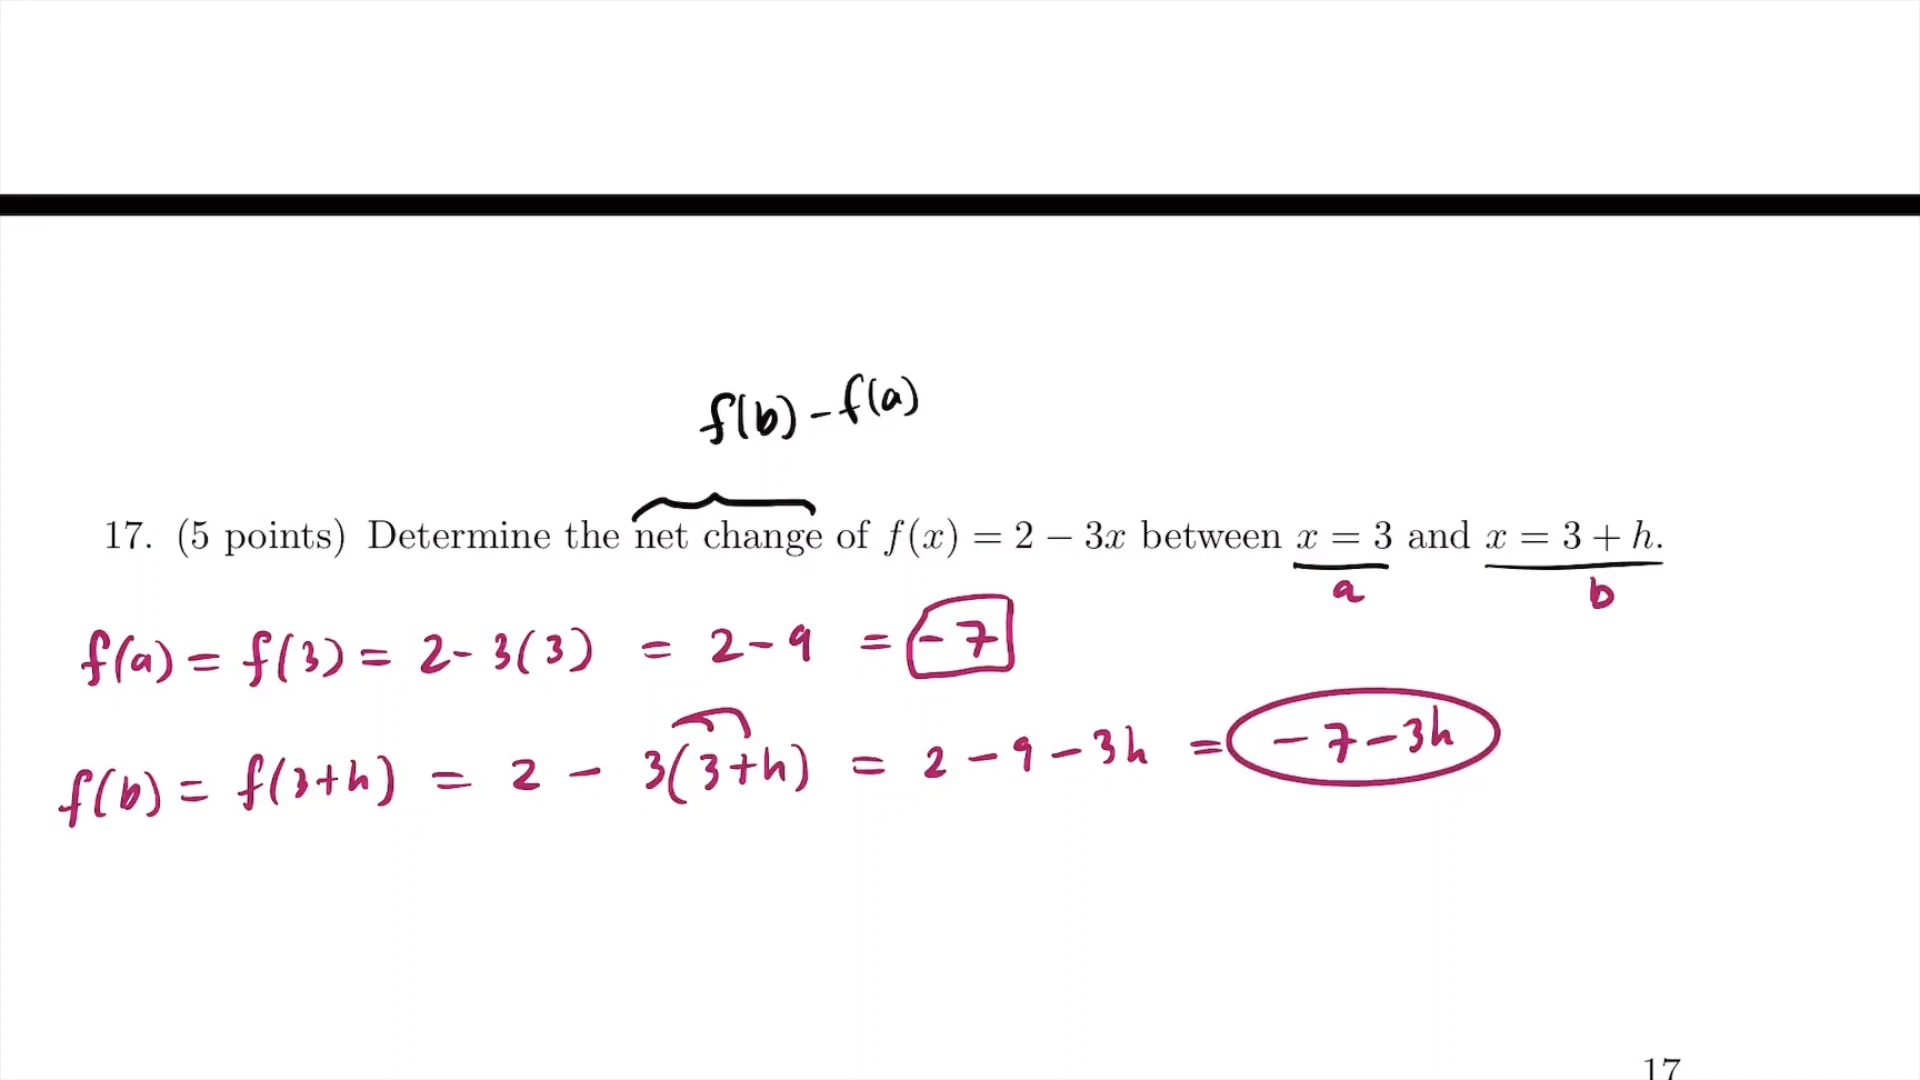 f(b) - f(a)
17. (5 points) Determine the net change of f(x) = 2 − 3x between x = 3 and x = 3 + h.
a b
f(a) = f(3) = 2 - 3(3) = 2 - 9 = -7
f(b) = f(3+h) = 2 - 3(3+h) = 2 - 9 - 3h = -7-3h
17